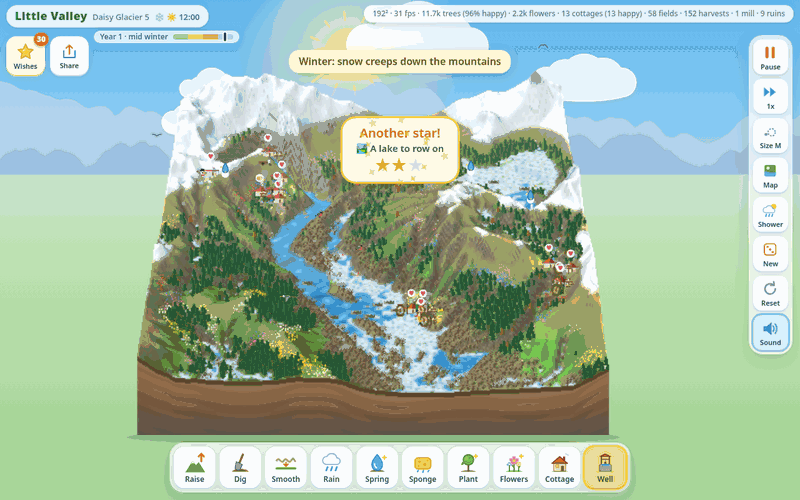 Little Valley Daisy Glacier 5 12:00
192² · 31 fps · 11.7k trees (96% happy) · 2.2k flowers · 13 cottages (13 happy) · 58 fields · 152 harvests · 1 mill · 9 ruins
Year 1 · mid winter
30
Wishes
Share
Winter: snow creeps down the mountains
Another star!
A lake to row on
Pause
1x
Size M
Map
Shower
New
Reset
Sound
Raise
Dig
Smooth
Rain
Spring
Sponge
Plant
Flowers
Cottage
Well